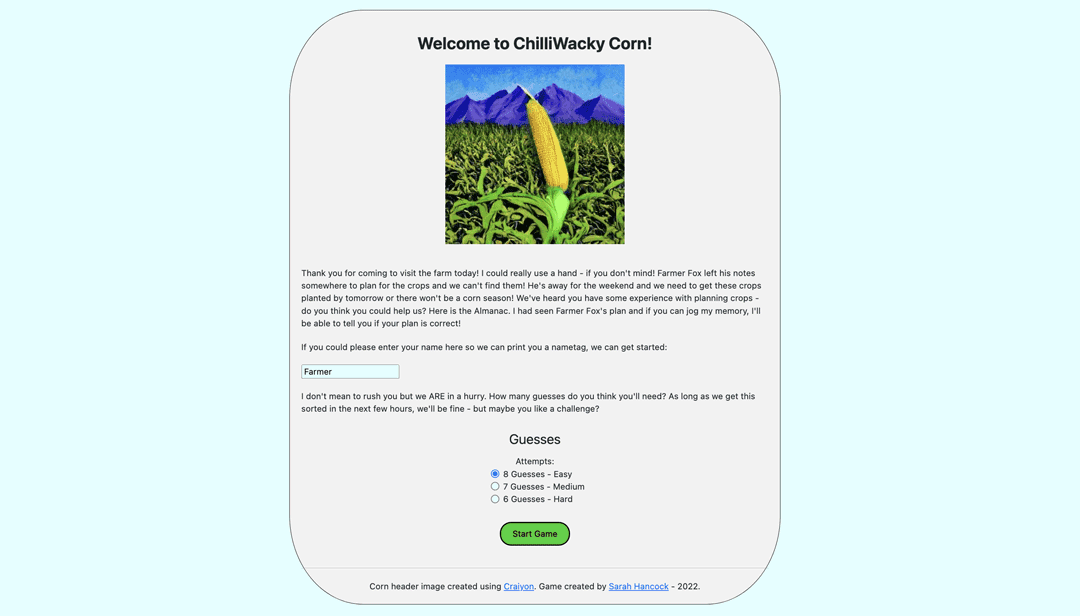 Welcome to ChilliWacky Corn!
Thank you for coming to visit the farm today! I could really use a hand - if you don't mind! Farmer Fox left his notes
somewhere to plan for the crops and we can't find them! He's away for the weekend and we need to get these crops
planted by tomorrow or there won't be a corn season! We've heard you have some experience with planning crops -
do you think you could help us? Here is the Almanac. I had seen Farmer Fox's plan and if you can jog my memory, I'll
be able to tell you if your plan is correct!
If you could please enter your name here so we can print you a nametag, we can get started:
Farmer
I don't mean to rush you but we ARE in a hurry. How many guesses do you think you'll need? As long as we get this
sorted in the next few hours, we'll be fine - but maybe you like a challenge?
Guesses
Attempts:
8 Guesses - Easy
7 Guesses - Medium
6 Guesses - Hard
Start Game
Corn header image created using Craiyon. Game created by Sarah Hancock - 2022.